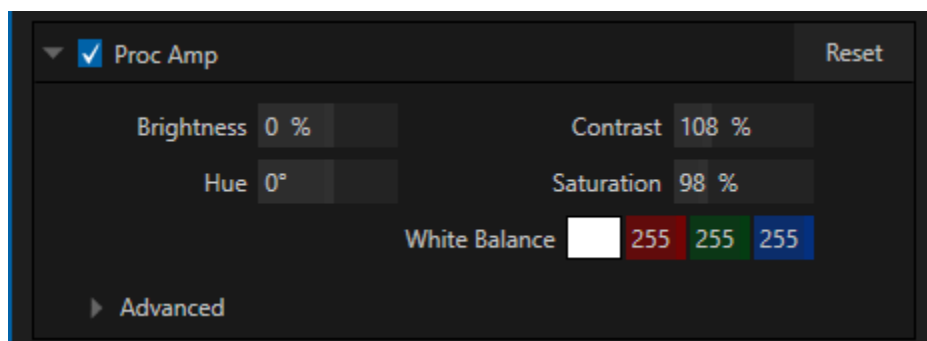 Proc Amp Reset
Brightness 0 % Contrast 108 %
Hue 0° Saturation 98 %
White Balance 255 255 255
Advanced